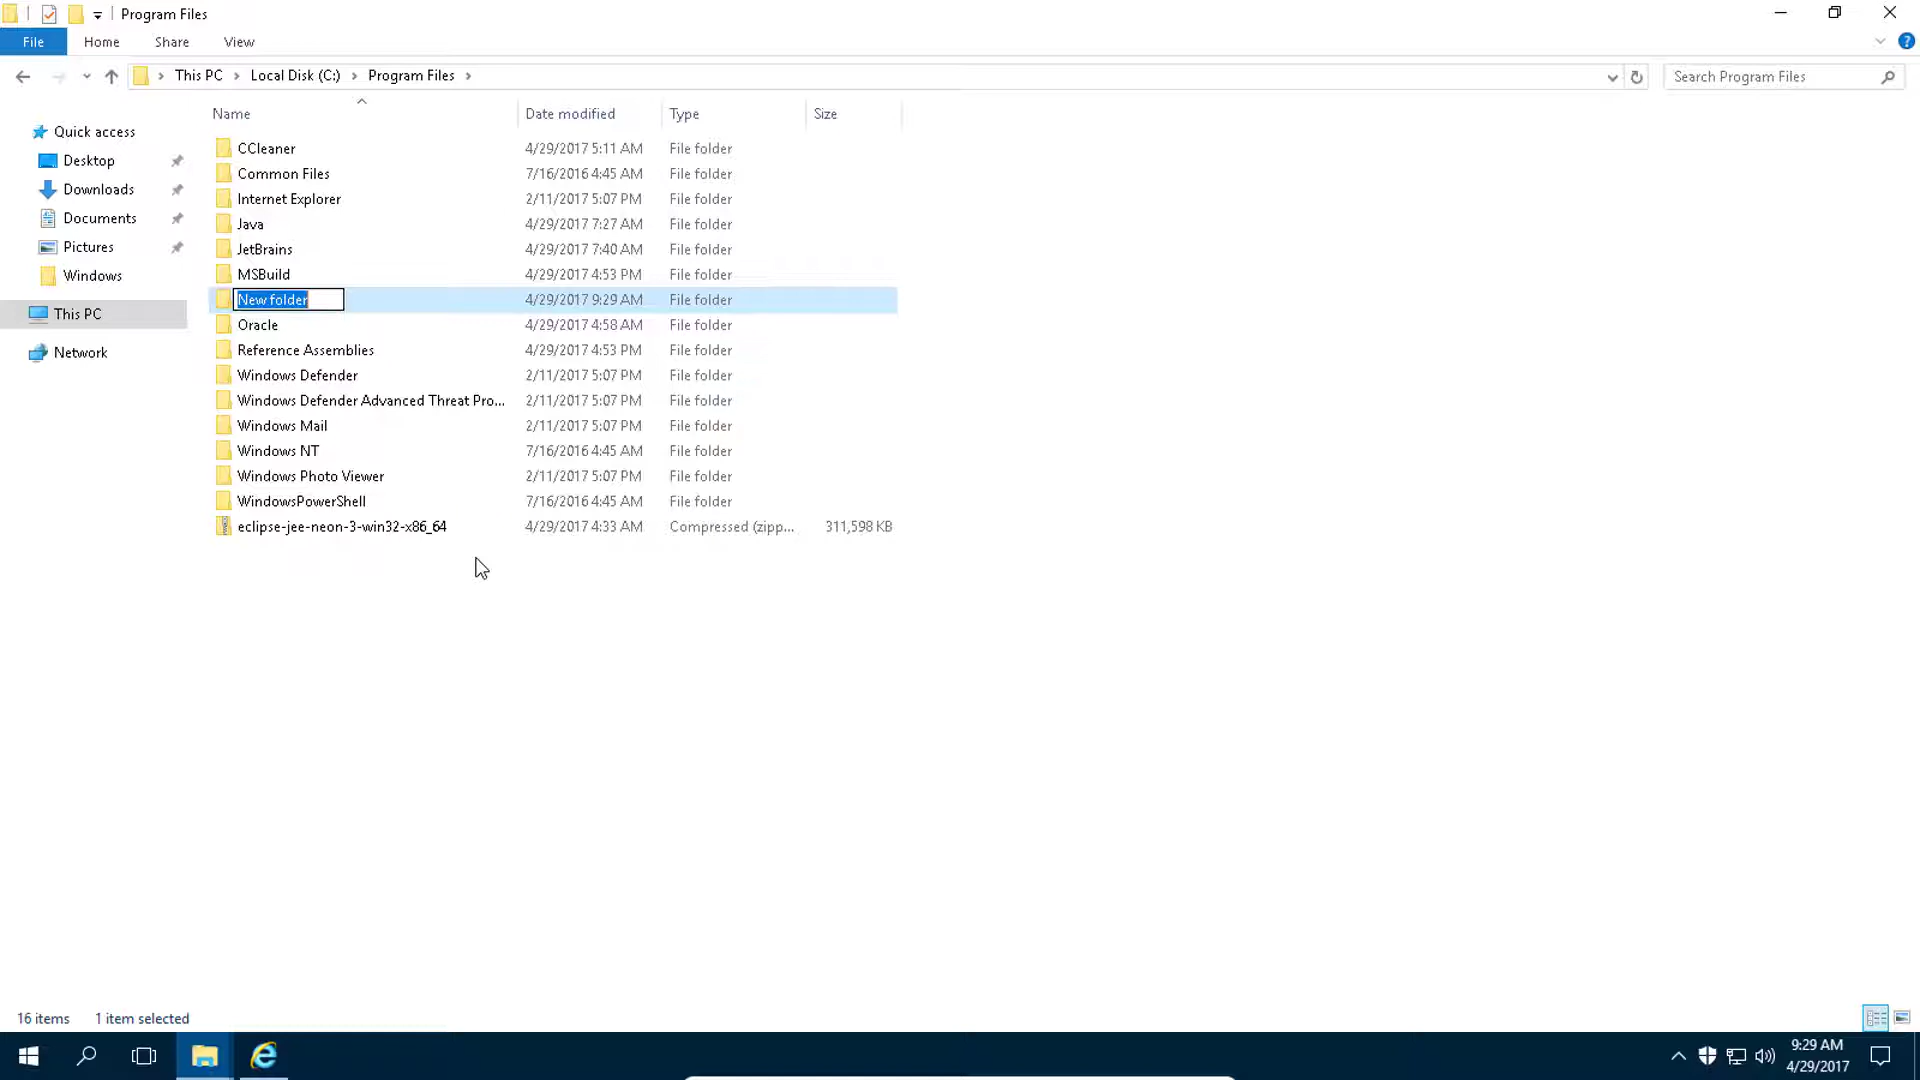 Program Files
File Home Share View
This PC Local Disk (C:) Program Files
Search Program Files
Name Date modified Type Size
Quick access
Desktop
Downloads
Documents
Pictures
Windows
This PC
Network
CCleaner 4/29/2017 5:11 AM File folder
Common Files 7/16/2016 4:45 AM File folder
Internet Explorer 2/11/2017 5:07 PM File folder
Java 4/29/2017 7:27 AM File folder
JetBrains 4/29/2017 7:40 AM File folder
MSBuild 4/29/2017 4:53 PM File folder
New folder 4/29/2017 9:29 AM File folder
Oracle 4/29/2017 4:58 AM File folder
Reference Assemblies 4/29/2017 4:53 PM File folder
Windows Defender 2/11/2017 5:07 PM File folder
Windows Defender Advanced Threat Pro... 2/11/2017 5:07 PM File folder
Windows Mail 2/11/2017 5:07 PM File folder
Windows NT 7/16/2016 4:45 AM File folder
Windows Photo Viewer 2/11/2017 5:07 PM File folder
WindowsPowerShell 7/16/2016 4:45 AM File folder
eclipse-jee-neon-3-win32-x86_64 4/29/2017 4:33 AM Compressed (zipp... 311,598 KB
16 items 1 item selected
9:29 AM
4/29/2017